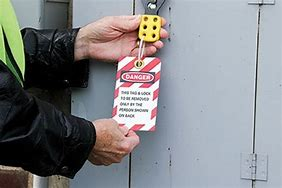 DANGER
THIS TAG & LOCK
TO BE REMOVED
ONLY BY THE
PERSON SHOWN
ON BACK